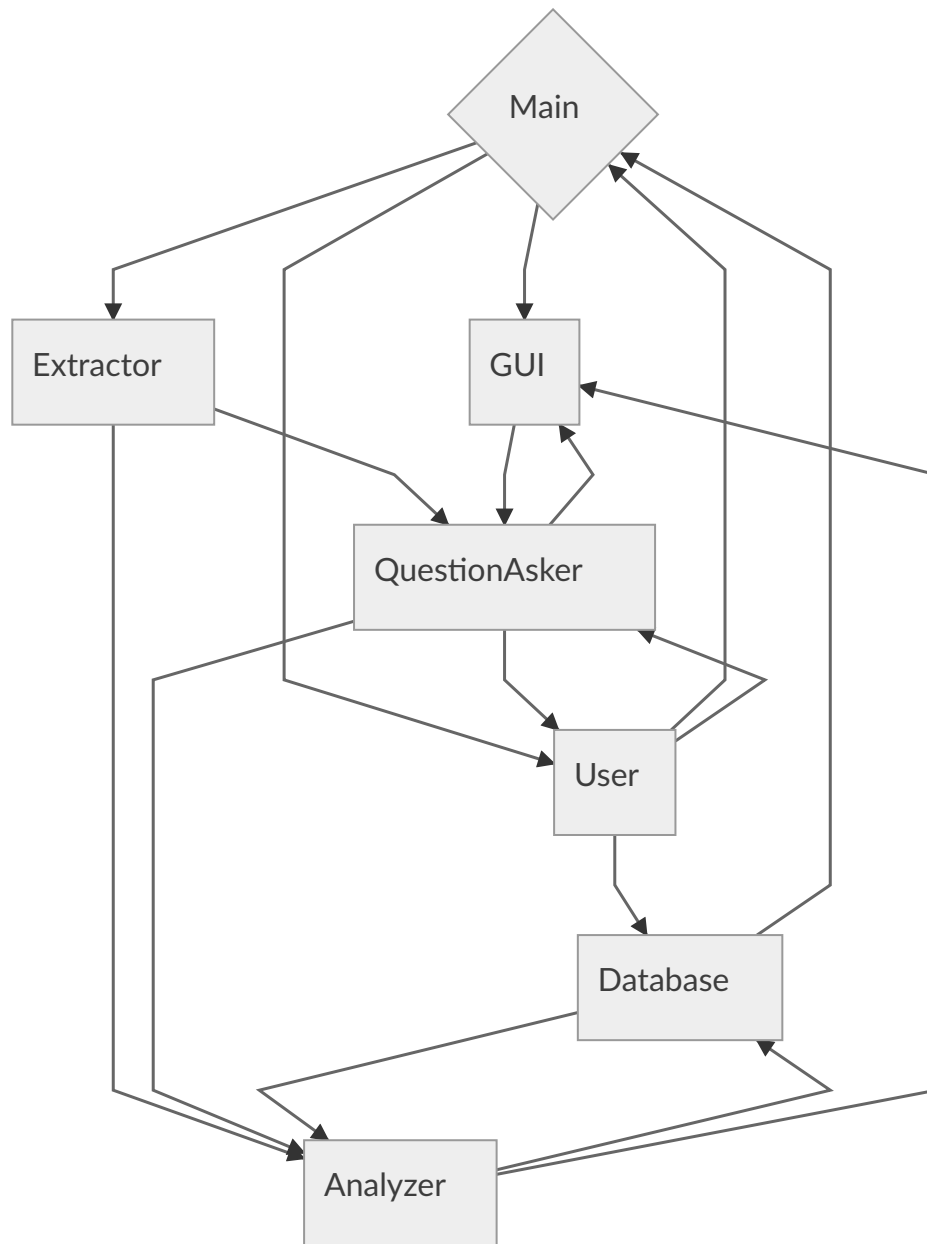 Main
Extractor
GUI
QuestionAsker
User
Database
Analyzer